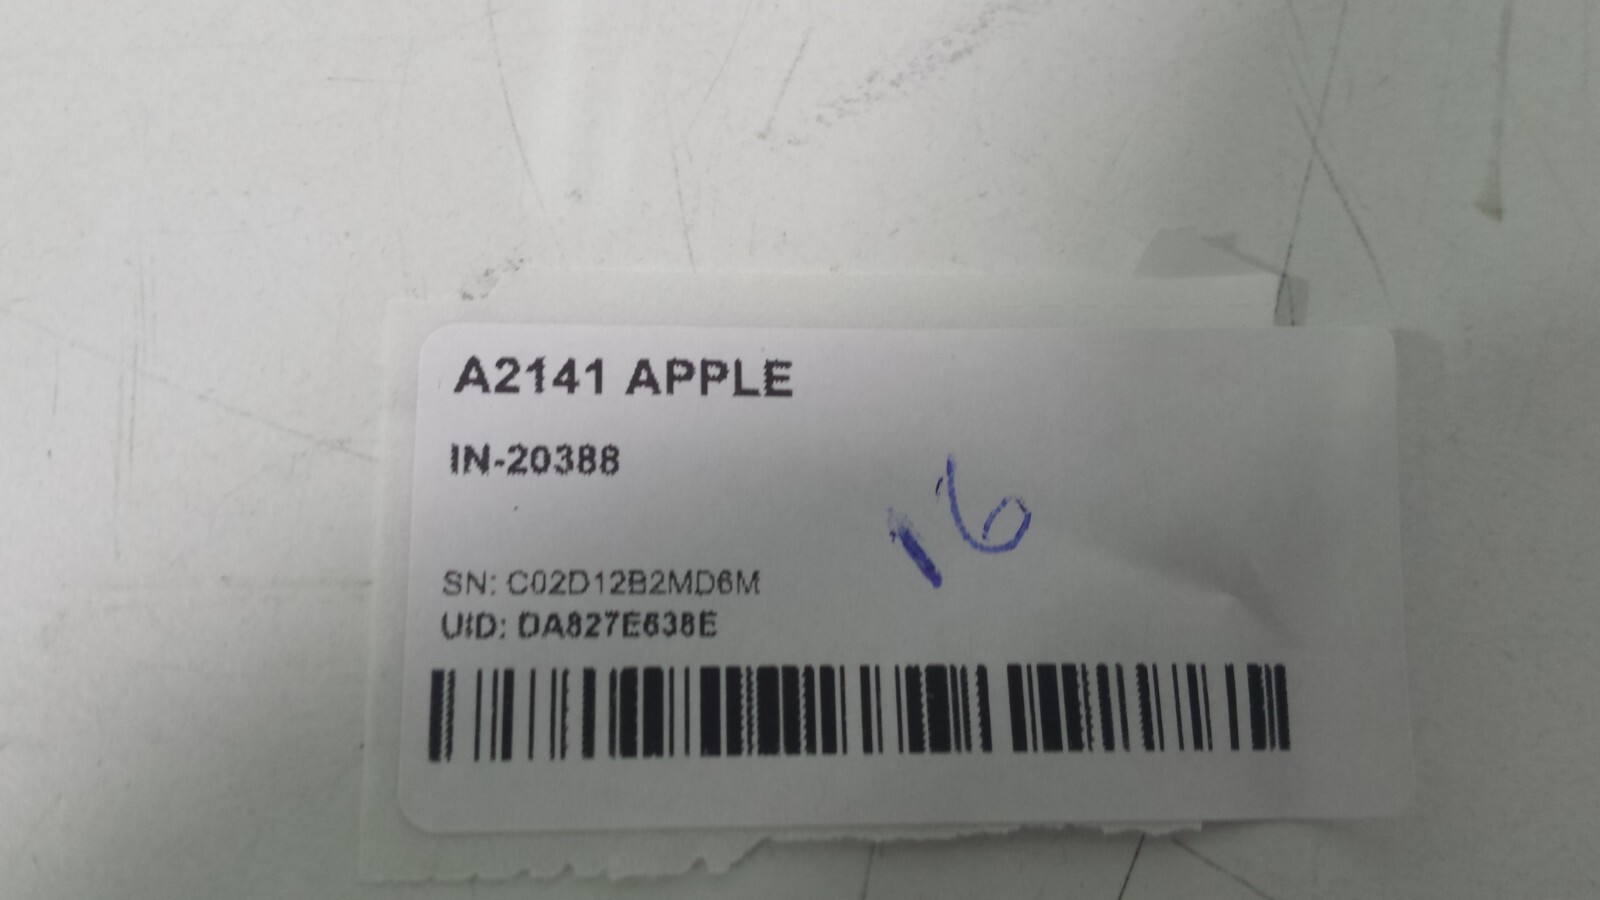 A2141 APPLE
IN-20388
16
SN: C02D12B2MD6M
UID: DA827E638E